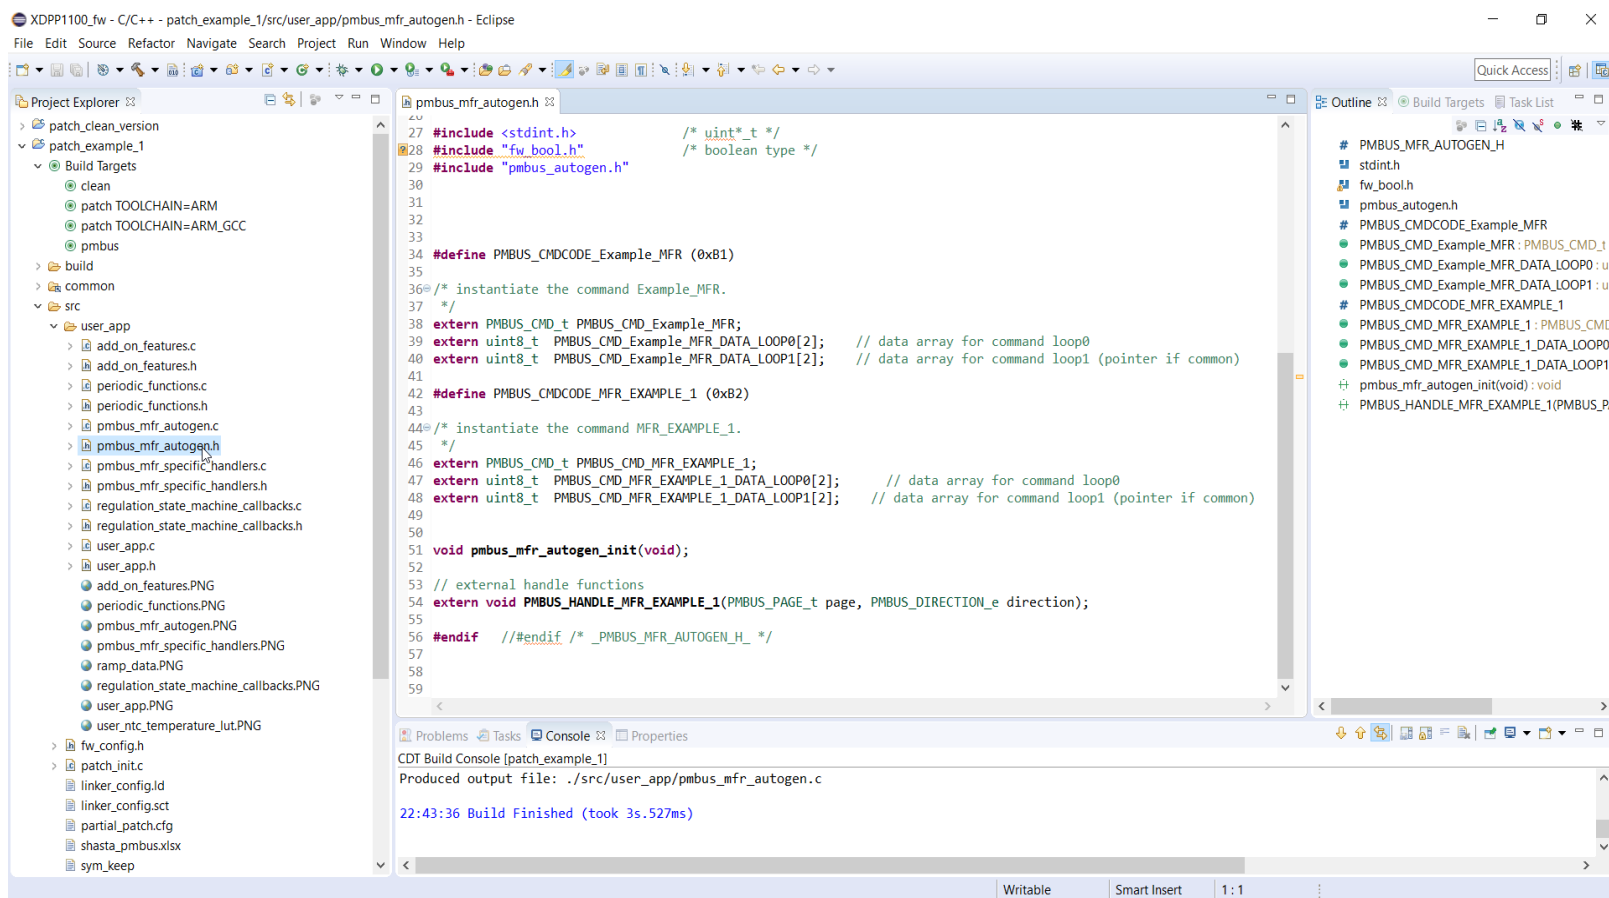 XDPP1100_fw - C/C++ - patch_example_1/src/user_app/pmbus_mfr_autogen.h - Eclipse
File Edit Source Refactor Navigate Search Project Run Window Help
Quick Access
Project Explorer
patch_clean_version
patch_example_1
Build Targets
clean
patch TOOLCHAIN=ARM
patch TOOLCHAIN=ARM_GCC
pmbus
build
common
src
user_app
add_on_features.c
add_on_features.h
periodic_functions.c
periodic_functions.h
pmbus_mfr_autogen.c
pmbus_mfr_autogen.h
pmbus_mfr_specific_handlers.c
pmbus_mfr_specific_handlers.h
regulation_state_machine_callbacks.c
regulation_state_machine_callbacks.h
user_app.c
user_app.h
add_on_features.PNG
periodic_functions.PNG
pmbus_mfr_autogen.PNG
pmbus_mfr_specific_handlers.PNG
ramp_data.PNG
regulation_state_machine_callbacks.PNG
user_app.PNG
user_ntc_temperature_lut.PNG
fw_config.h
patch_init.c
linker_config.ld
linker_config.sct
partial_patch.cfg
shasta_pmbus.xlsx
sym_keep
pmbus_mfr_autogen.h
26
27 #include <stdint.h> /* uint*_t */
28 #include "fw_bool.h" /* boolean type */
29 #include "pmbus_autogen.h"
30
31
32
33
34 #define PMBUS_CMDCODE_Example_MFR (0xB1)
35
36 /* instantiate the command Example_MFR.
37 */
38 extern PMBUS_CMD_t PMBUS_CMD_Example_MFR;
39 extern uint8_t PMBUS_CMD_Example_MFR_DATA_LOOP0[2]; // data array for command loop0
40 extern uint8_t PMBUS_CMD_Example_MFR_DATA_LOOP1[2]; // data array for command loop1 (pointer if common)
41
42 #define PMBUS_CMDCODE_MFR_EXAMPLE_1 (0xB2)
43
44 /* instantiate the command MFR_EXAMPLE_1.
45 */
46 extern PMBUS_CMD_t PMBUS_CMD_MFR_EXAMPLE_1;
47 extern uint8_t PMBUS_CMD_MFR_EXAMPLE_1_DATA_LOOP0[2]; // data array for command loop0
48 extern uint8_t PMBUS_CMD_MFR_EXAMPLE_1_DATA_LOOP1[2]; // data array for command loop1 (pointer if common)
49
50
51 void pmbus_mfr_autogen_init(void);
52
53 // external handle functions
54 extern void PMBUS_HANDLE_MFR_EXAMPLE_1(PMBUS_PAGE_t page, PMBUS_DIRECTION_e direction);
55
56 #endif //#endif /* _PMBUS_MFR_AUTOGEN_H_ */
57
58
59
Outline Build Targets Task List
PMBUS_MFR_AUTOGEN_H
stdint.h
fw_bool.h
pmbus_autogen.h
PMBUS_CMDCODE_Example_MFR
PMBUS_CMD_Example_MFR : PMBUS_CMD_t
PMBUS_CMD_Example_MFR_DATA_LOOP0 : u
PMBUS_CMD_Example_MFR_DATA_LOOP1 : u
PMBUS_CMDCODE_MFR_EXAMPLE_1
PMBUS_CMD_MFR_EXAMPLE_1 : PMBUS_CMD
PMBUS_CMD_MFR_EXAMPLE_1_DATA_LOOP0
PMBUS_CMD_MFR_EXAMPLE_1_DATA_LOOP1
pmbus_mfr_autogen_init(void) : void
PMBUS_HANDLE_MFR_EXAMPLE_1(PMBUS_P
Problems Tasks Console Properties
CDT Build Console [patch_example_1]
Produced output file: ./src/user_app/pmbus_mfr_autogen.c
22:43:36 Build Finished (took 3s.527ms)
Writable Smart Insert 1 : 1